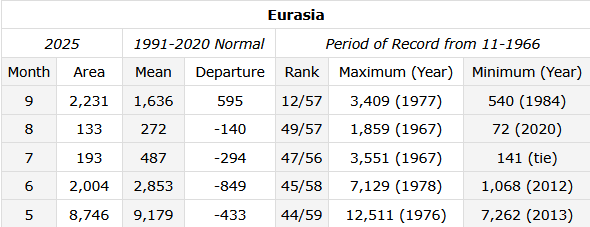 Eurasia
2025 1991-2020 Normal Period of Record from 11-1966
Month Area Mean Departure Rank Maximum (Year) Minimum (Year)
9 2,231 1,636 595 12/57 3,409 (1977) 540 (1984)
8 133 272 -140 49/57 1,859 (1967) 72 (2020)
7 193 487 -294 47/56 3,551 (1967) 141 (tie)
6 2,004 2,853 -849 45/58 7,129 (1978) 1,068 (2012)
5 8,746 9,179 -433 44/59 12,511 (1976) 7,262 (2013)